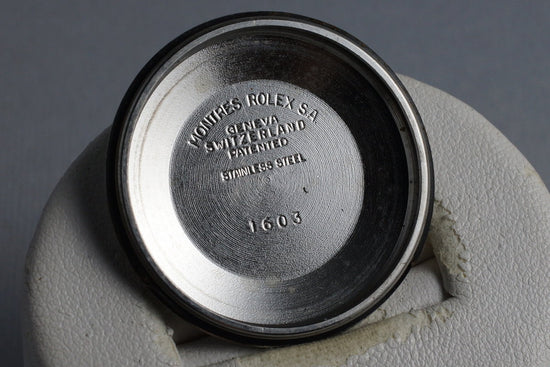 MONTRES ROLEX S.A.
GENEVA
SWITZERLAND
PATENTED
STAINLESS STEEL
1603